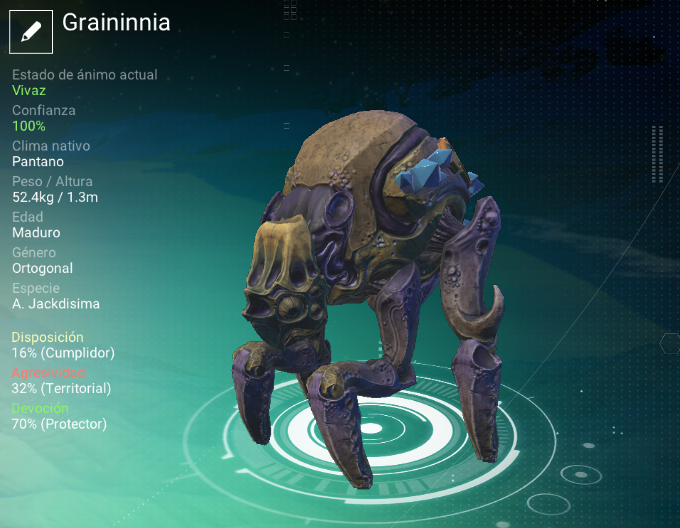 Graininnia
Estado de ánimo actual
Vivaz
Confianza
100%
Clima nativo
Pantano
Peso / Altura
52.4kg / 1.3m
Edad
Maduro
Género
Ortogonal
Especie
A. Jackdisima
Disposición
16% (Cumplidor)
Agresividad
32% (Territorial)
Devoción
70% (Protector)